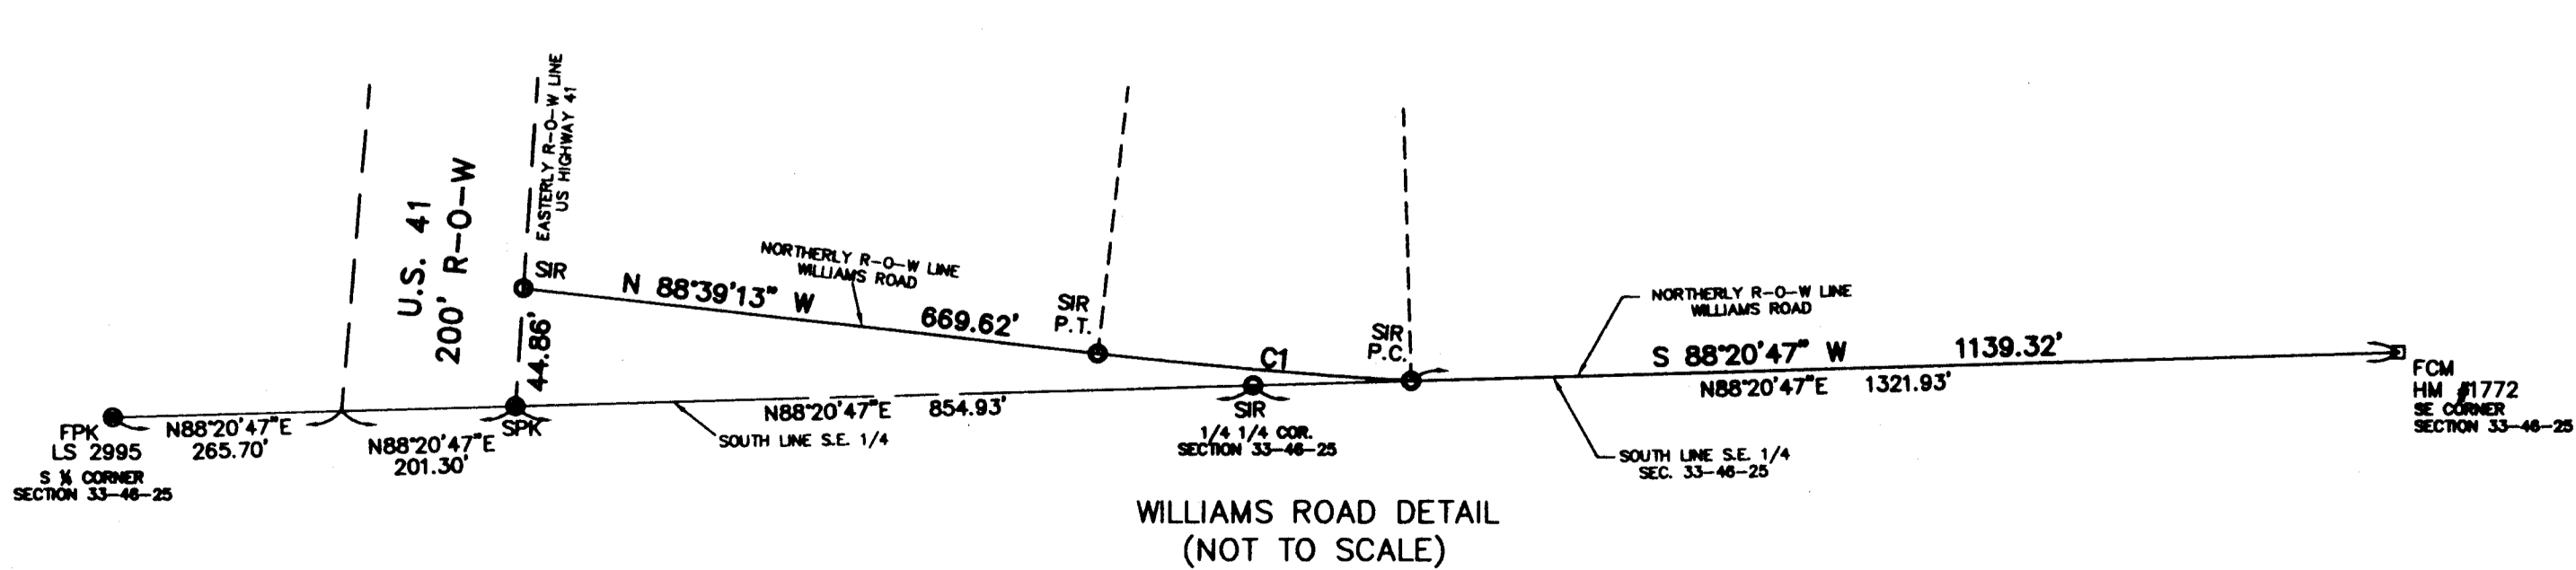 EASTERLY R-O-W LINE
US HIGHWAY 41
U.S. 41
200' R-O-W
SIR
44.86'
NORTHERLY R-O-W LINE
WILLIAMS ROAD
N 88°39'13" W
669.62'
SIR
P.T.
C1
SIR
P.C.
NORTHERLY R-O-W LINE
WILLIAMS ROAD
S 88°20'47" W 1139.32'
N88°20'47"E 1321.93'
FCM
HM #1772
SE CORNER
SECTION 33-46-25
FPK
LS 2995
S ¼ CORNER
SECTION 33-46-25
N88°20'47"E
265.70'
N88°20'47"E
201.30'
SPK
SOUTH LINE S.E. 1/4
N88°20'47"E 854.93'
SIR
1/4 1/4 COR.
SECTION 33-46-25
SOUTH LINE S.E. 1/4
SEC. 33-46-25
WILLIAMS ROAD DETAIL
(NOT TO SCALE)